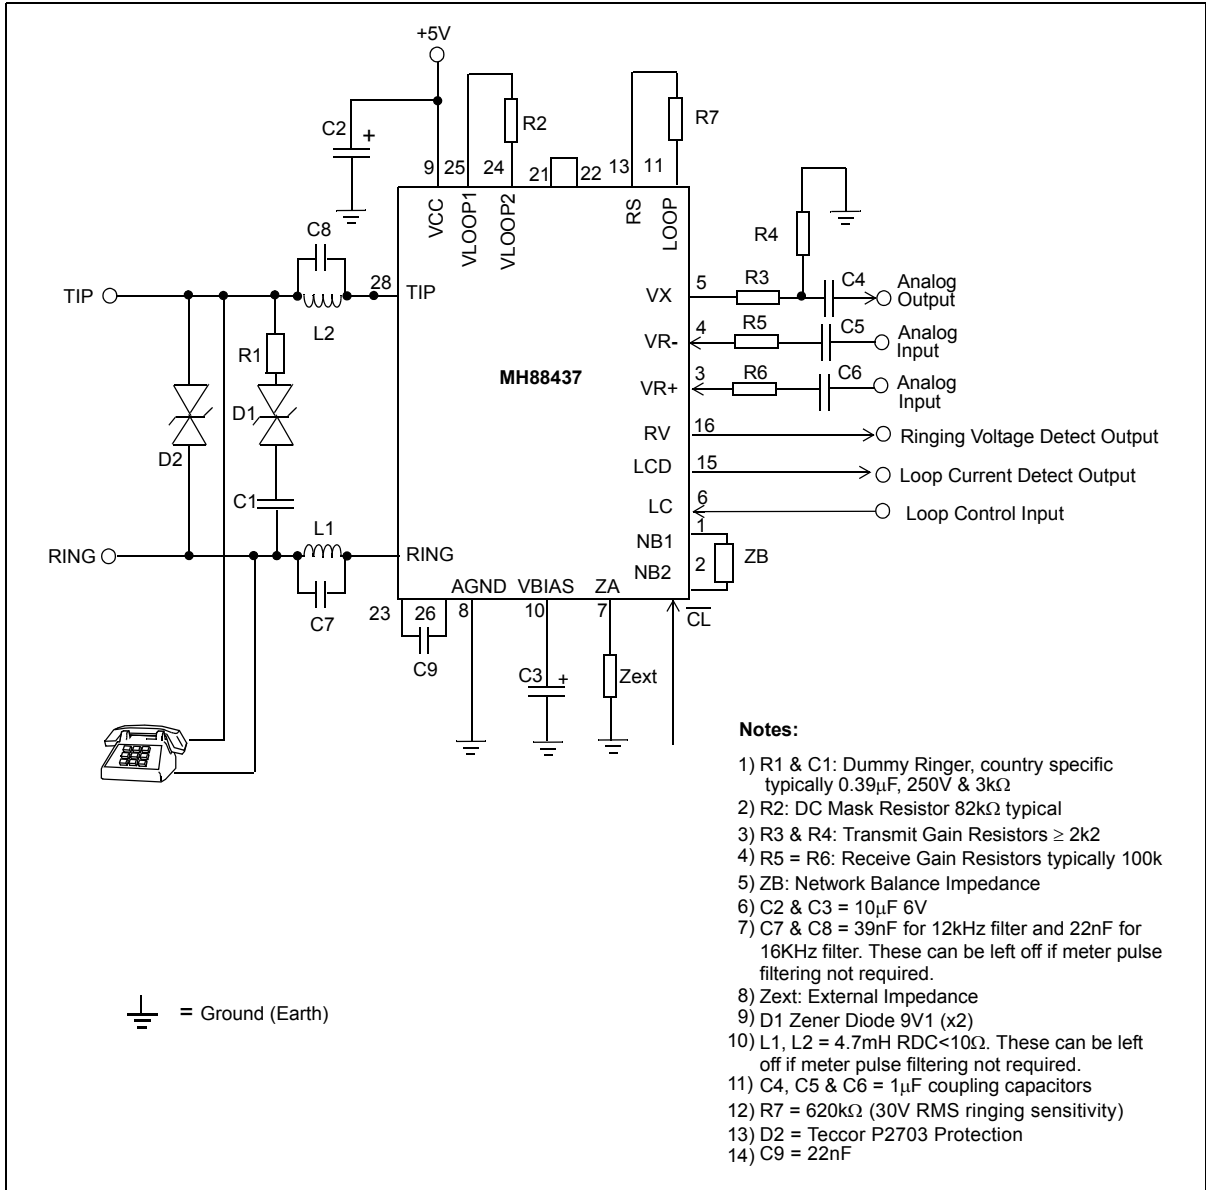 +5V
C2
+
R2
R7
9
25
24
21
22
13
11
VCC
VLOOP1
VLOOP2
RS
LOOP
R4
C8
28
TIP
TIP
L2
R1
D1
D2
C1
L1
RING
RING
C7
MH88437
VX
5
R3
C4
Analog
Output
VR-
4
R5
C5
Analog
Input
VR+
3
R6
C6
Analog
Input
RV
16
Ringing Voltage Detect Output
LCD
15
Loop Current Detect Output
LC
6
Loop Control Input
NB1
1
ZB
NB2
2
AGND
VBIAS
ZA
23
26
8
10
7
CL
C9
C3
+
Zext
Notes:
1) R1 & C1: Dummy Ringer, country specific
typically 0.39μF, 250V & 3kΩ
2) R2: DC Mask Resistor 82kΩ typical
3) R3 & R4: Transmit Gain Resistors ≥ 2k2
4) R5 = R6: Receive Gain Resistors typically 100k
5) ZB: Network Balance Impedance
6) C2 & C3 = 10μF 6V
7) C7 & C8 = 39nF for 12kHz filter and 22nF for
16KHz filter. These can be left off if meter pulse
filtering not required.
8) Zext: External Impedance
9) D1 Zener Diode 9V1 (x2)
10) L1, L2 = 4.7mH RDC<10Ω. These can be left
off if meter pulse filtering not required.
11) C4, C5 & C6 = 1μF coupling capacitors
12) R7 = 620kΩ (30V RMS ringing sensitivity)
13) D2 = Teccor P2703 Protection
14) C9 = 22nF
= Ground (Earth)